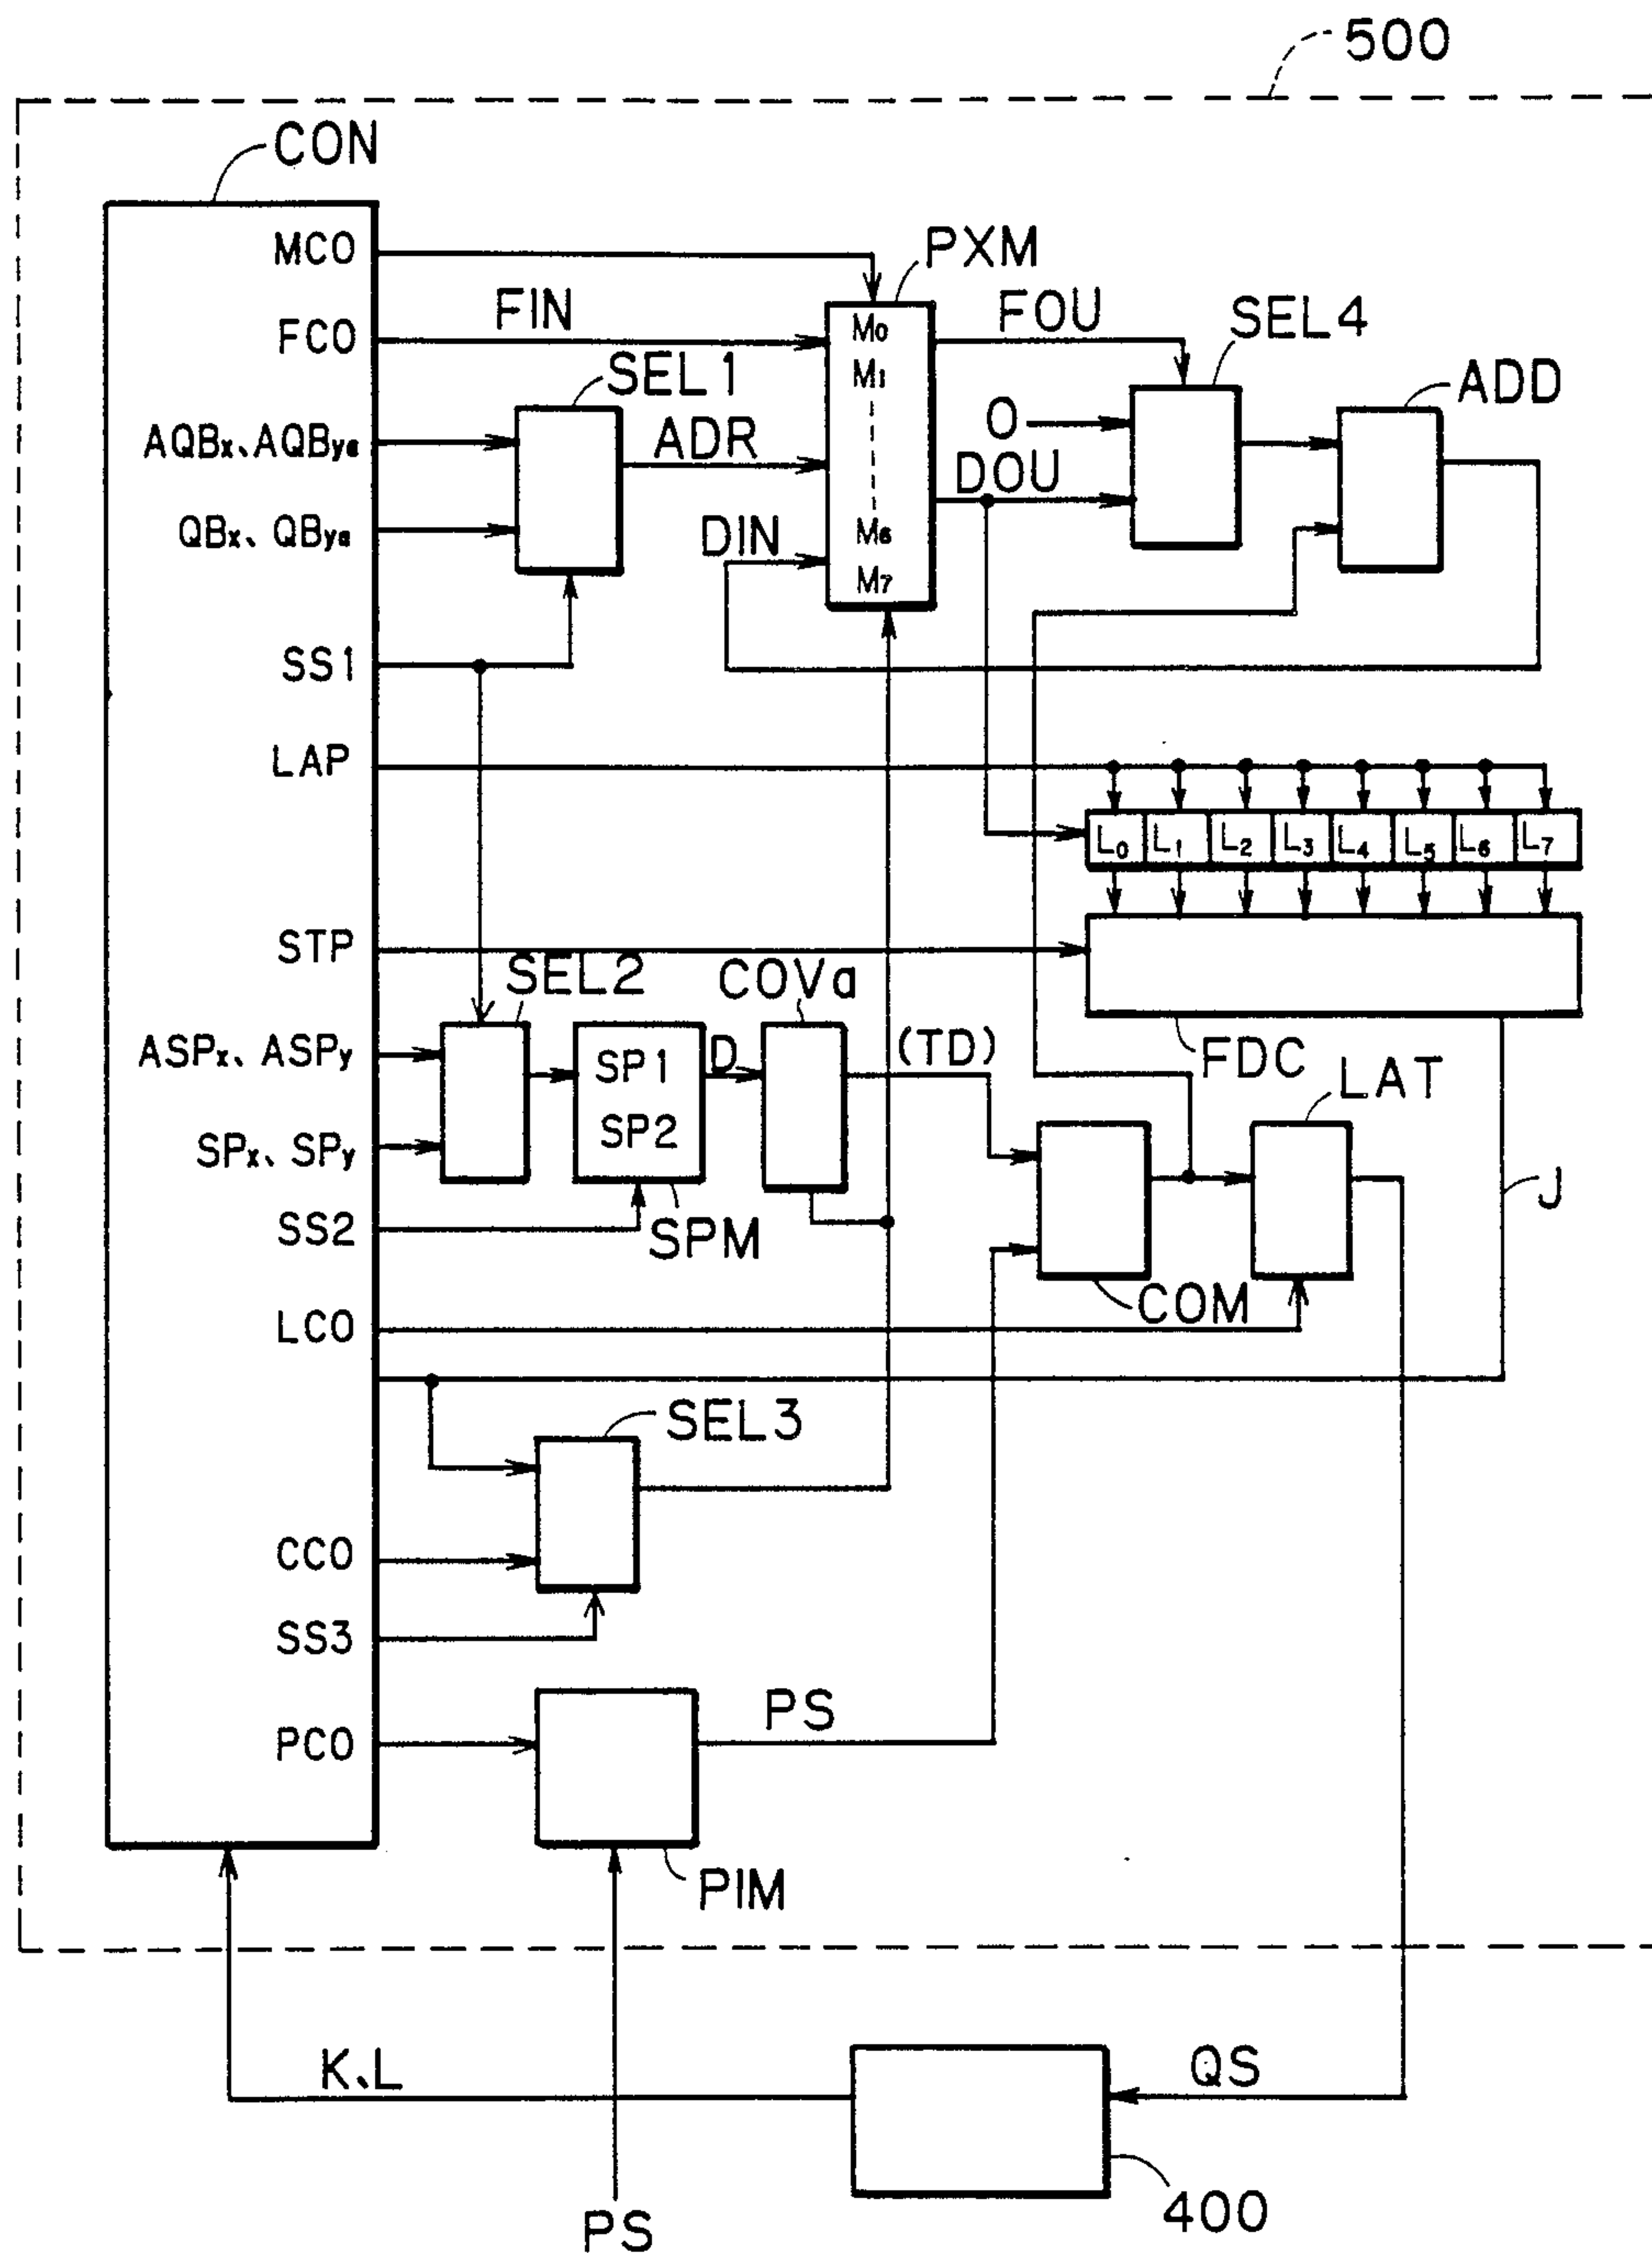 500
CON
MCO
PXM
FIN
FOU
SEL4
FCO
M₀
SEL1
M₁
ADD
AQBx、AQBya
ADR
O
DOU
QBx、QBya
DIN
M₆
M₇
SS1
LAP
L₀ L₁ L₂ L₃ L₄ L₅ L₆ L₇
STP
SEL2
COVa
ASPx、ASPy
SP1
D
(TD)
FDC
LAT
SP2
SPx、SPy
J
SS2
SPM
COM
LCO
SEL3
CCO
SS3
PS
PCO
PIM
K、L
QS
400
PS